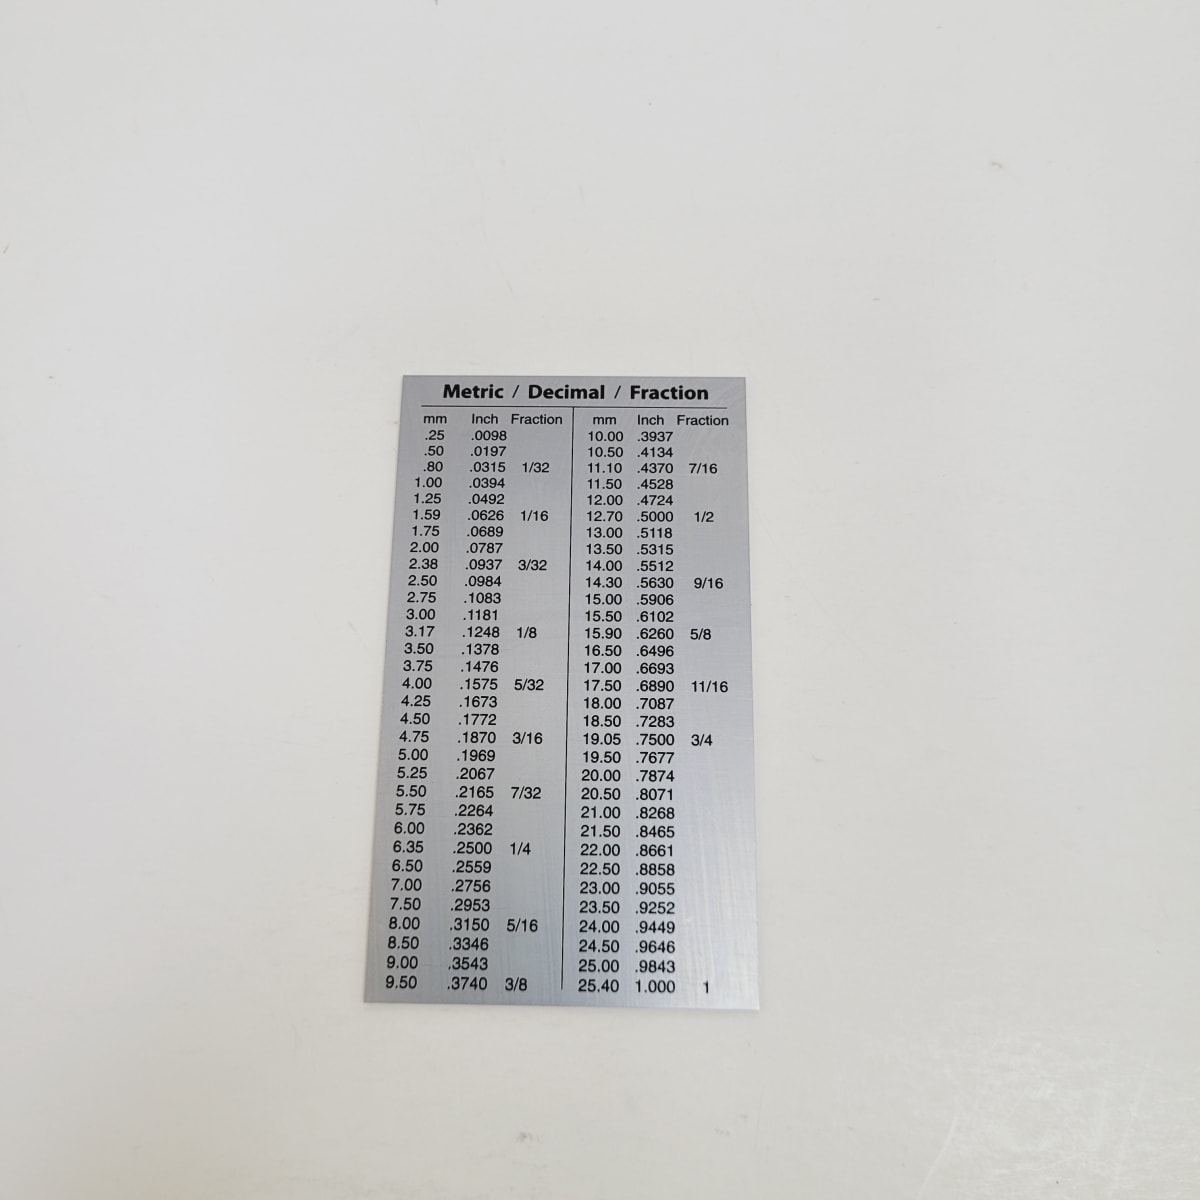 Metric / Decimal / Fraction
mm Inch Fraction
.25 .0098
.50 .0197
.80 .0315 1/32
1.00 .0394
1.25 .0492
1.59 .0626 1/16
1.75 .0689
2.00 .0787
2.38 .0937 3/32
2.50 .0984
2.75 .1083
3.00 .1181
3.17 .1248 1/8
3.50 .1378
3.75 .1476
4.00 .1575 5/32
4.25 .1673
4.50 .1772
4.75 .1870 3/16
5.00 .1969
5.25 .2067
5.50 .2165 7/32
5.75 .2264
6.00 .2362
6.35 .2500 1/4
6.50 .2559
7.00 .2756
7.50 .2953
8.00 .3150 5/16
8.50 .3346
9.00 .3543
9.50 .3740 3/8
mm Inch Fraction
10.00 .3937
10.50 .4134
11.10 .4370 7/16
11.50 .4528
12.00 .4724
12.70 .5000 1/2
13.00 .5118
13.50 .5315
14.00 .5512
14.30 .5630 9/16
15.00 .5906
15.50 .6102
15.90 .6260 5/8
16.50 .6496
17.00 .6693
17.50 .6890 11/16
18.00 .7087
18.50 .7283
19.05 .7500 3/4
19.50 .7677
20.00 .7874
20.50 .8071
21.00 .8268
21.50 .8465
22.00 .8661
22.50 .8858
23.00 .9055
23.50 .9252
24.00 .9449
24.50 .9646
25.00 .9843
25.40 1.000 1